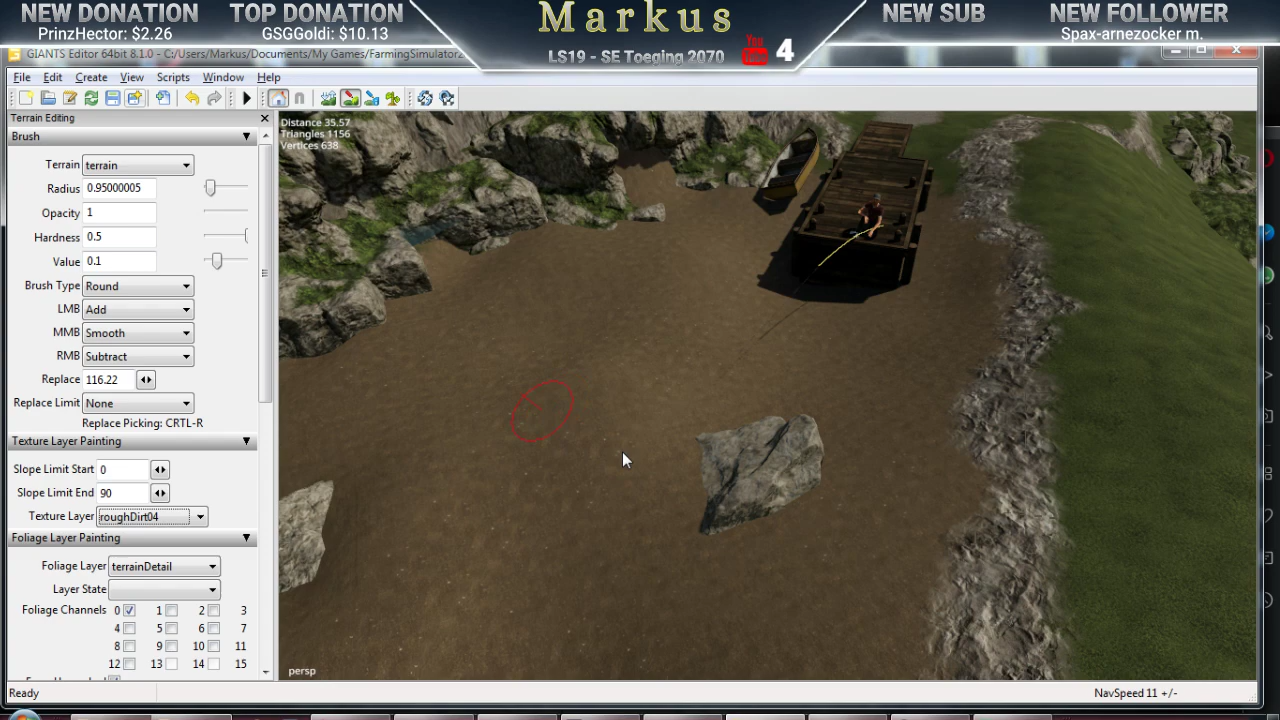 NEW DONATION
PrinzHector: $2.26
TOP DONATION
GSGGoldi: $10.13
Markus
LS19 - SE Toeging 2070
You
Tube
4
NEW SUB
NEW FOLLOWER
Spax-arnezocker m.
GIANTS Editor 64bit 8.1.0 - C:/Users/Markus/Documents/My Games/FarmingSimulator2
File Edit Create View Scripts Window Help
Terrain Editing
Brush
Terrain terrain
Radius 0.95000005
Opacity 1
Hardness 0.5
Value 0.1
Brush Type Round
LMB Add
MMB Smooth
RMB Subtract
Replace 116.22
Replace Limit None
Replace Picking: CRTL-R
Texture Layer Painting
Slope Limit Start 0
Slope Limit End 90
Texture Layer roughDirt04
Foliage Layer Painting
Foliage Layer terrainDetail
Layer State
Foliage Channels 0 1 2 3
4 5 6 7
8 9 10 11
12 13 14 15
Distance 35.57
Triangles 1156
Vertices 638
persp
Ready
NavSpeed 11 +/-